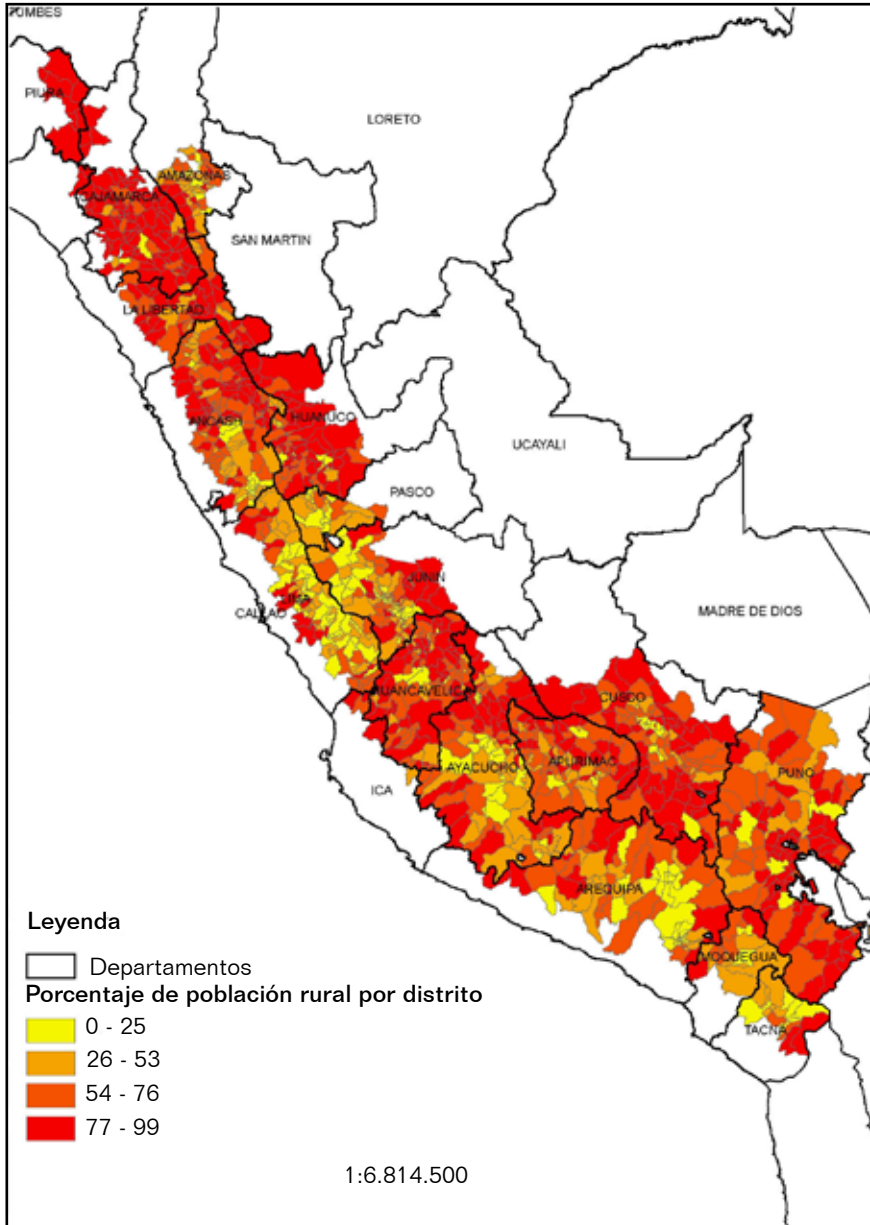 TUMBES
PIURA
LORETO
AMAZONAS
CAJAMARCA
SAN MARTIN
LA LIBERTAD
ANCASH
HUANUCO
UCAYALI
PASCO
JUNIN
LIMA
CALLAO
MADRE DE DIOS
HUANCAVELICA
CUSCO
AYACUCHO
APURIMAC
PUNO
ICA
AREQUIPA
MOQUEGUA
TACNA
Leyenda
Departamentos
Porcentaje de población rural por distrito
0 - 25
26 - 53
54 - 76
77 - 99
1:6.814.500